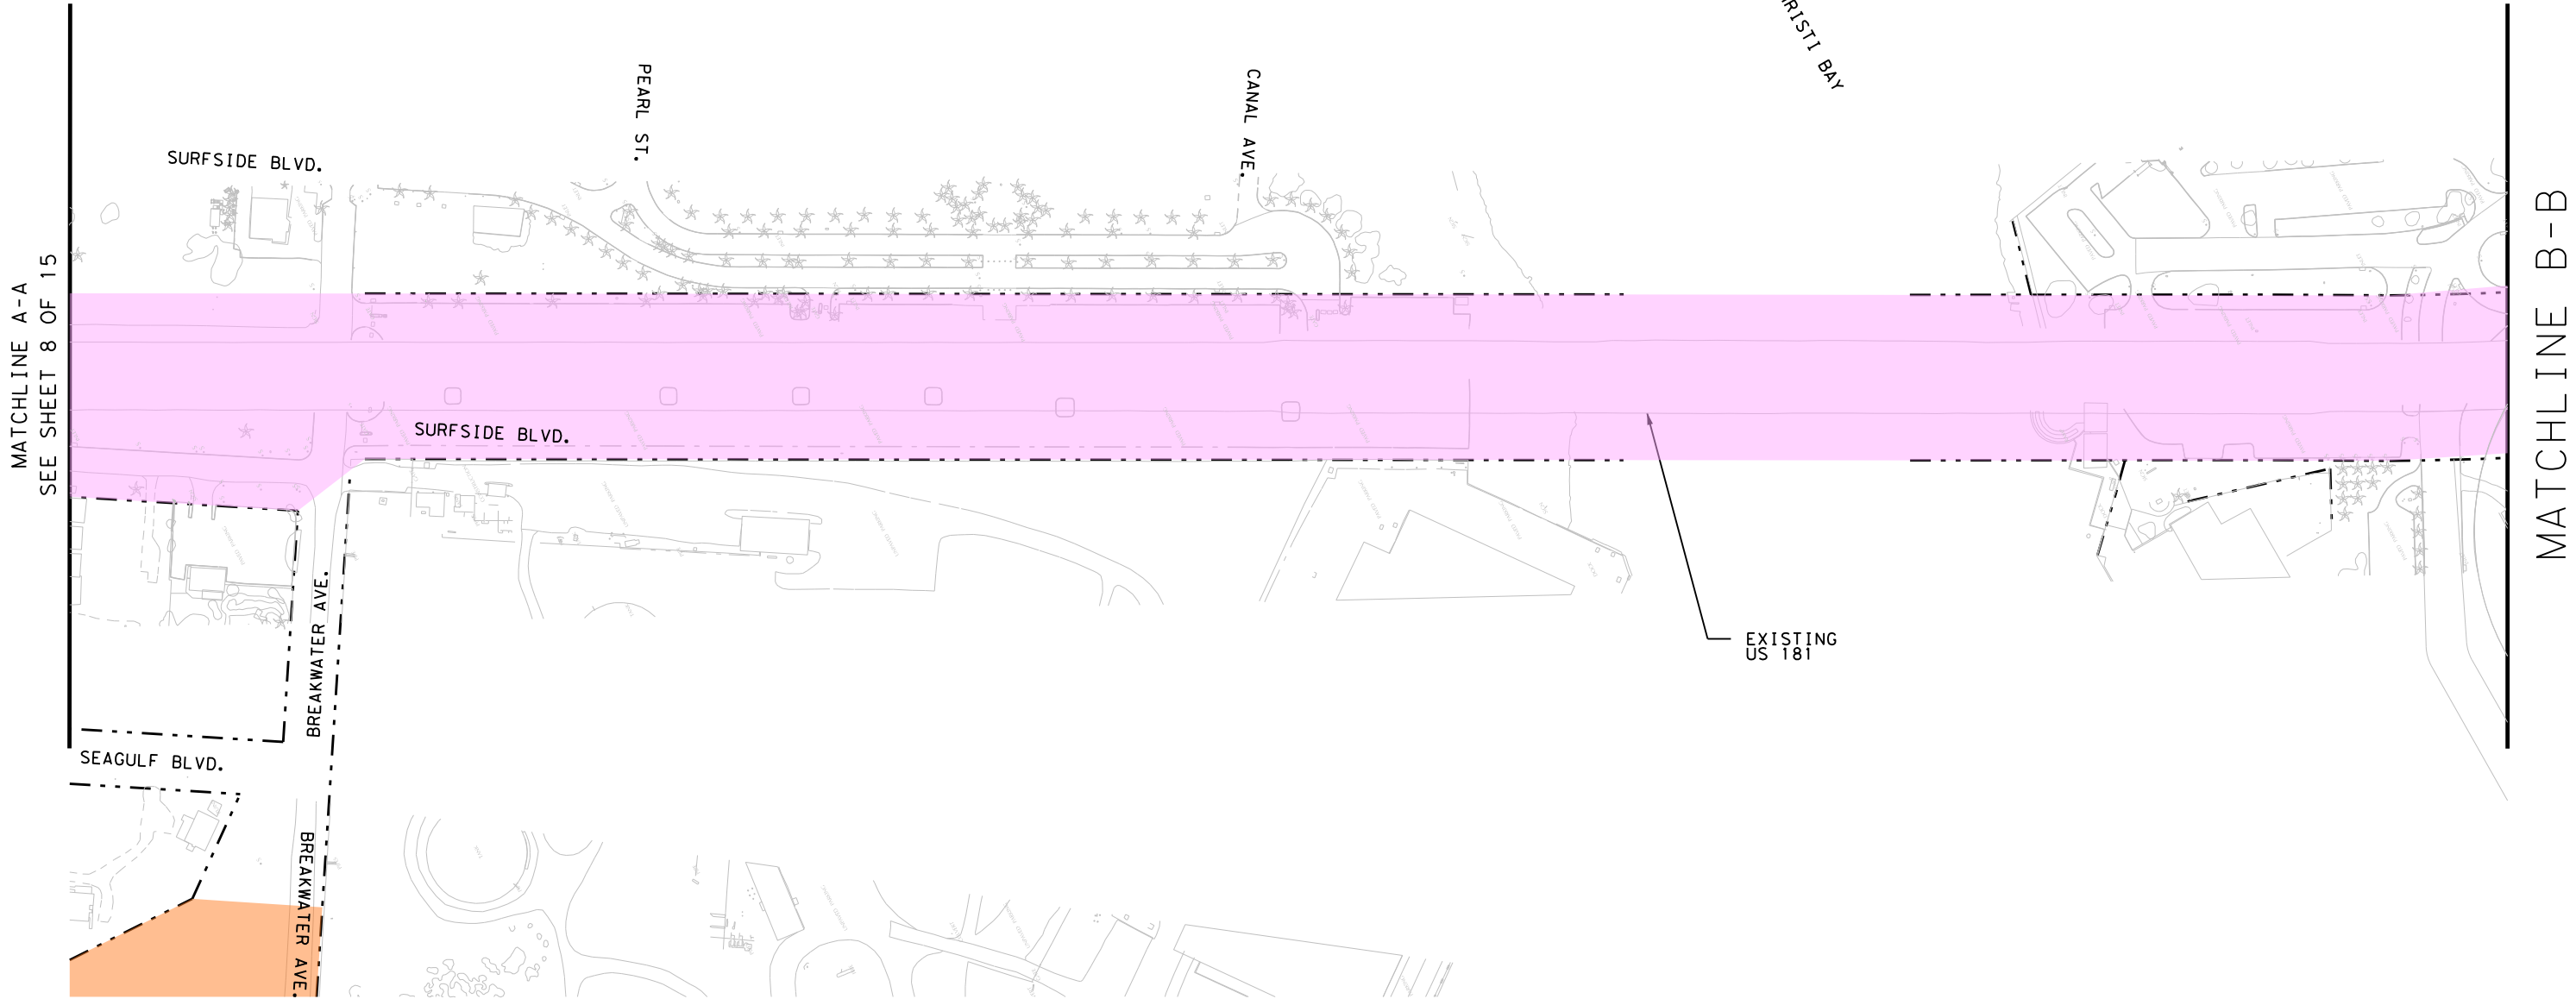 RISTI BAY
PEARL ST.
CANAL AVE.
SURFSIDE BLVD.
MATCHLINE A-A
SEE SHEET 8 OF 15
MATCHLINE B-B
SURFSIDE BLVD.
BREAKWATER AVE.
EXISTING
US 181
SEAGULF BLVD.
BREAKWATER AVE.